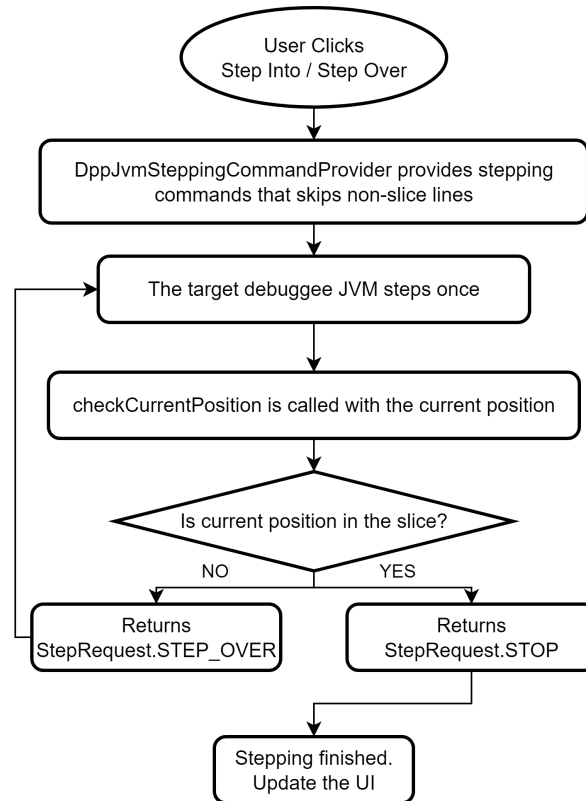 User Clicks
Step Into / Step Over
DppJvmSteppingCommandProvider provides stepping
commands that skips non-slice lines
The target debuggee JVM steps once
checkCurrentPosition is called with the current position
Is current position in the slice?
NO
YES
Returns
StepRequest.STEP_OVER
Returns
StepRequest.STOP
Stepping finished.
Update the UI